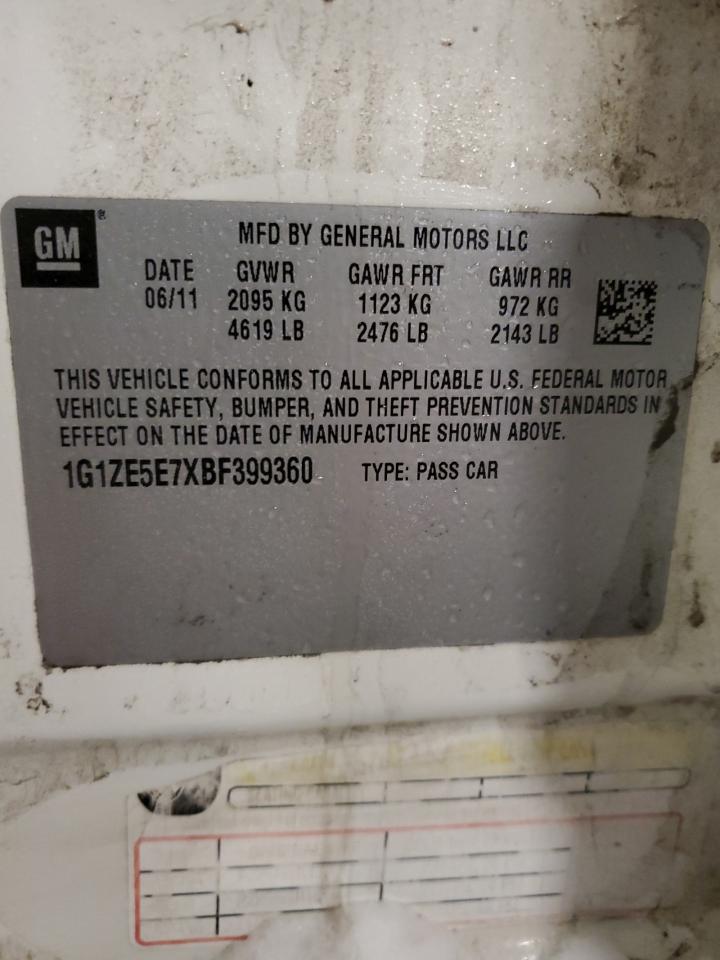 GM®
MFD BY GENERAL MOTORS LLC
DATE GVWR GAWR FRT GAWR RR
06/11 2095 KG 1123 KG 972 KG
4619 LB 2476 LB 2143 LB
THIS VEHICLE CONFORMS TO ALL APPLICABLE U.S. FEDERAL MOTOR
VEHICLE SAFETY, BUMPER, AND THEFT PREVENTION STANDARDS IN
EFFECT ON THE DATE OF MANUFACTURE SHOWN ABOVE.
1G1ZE5E7XBF399360 TYPE: PASS CAR